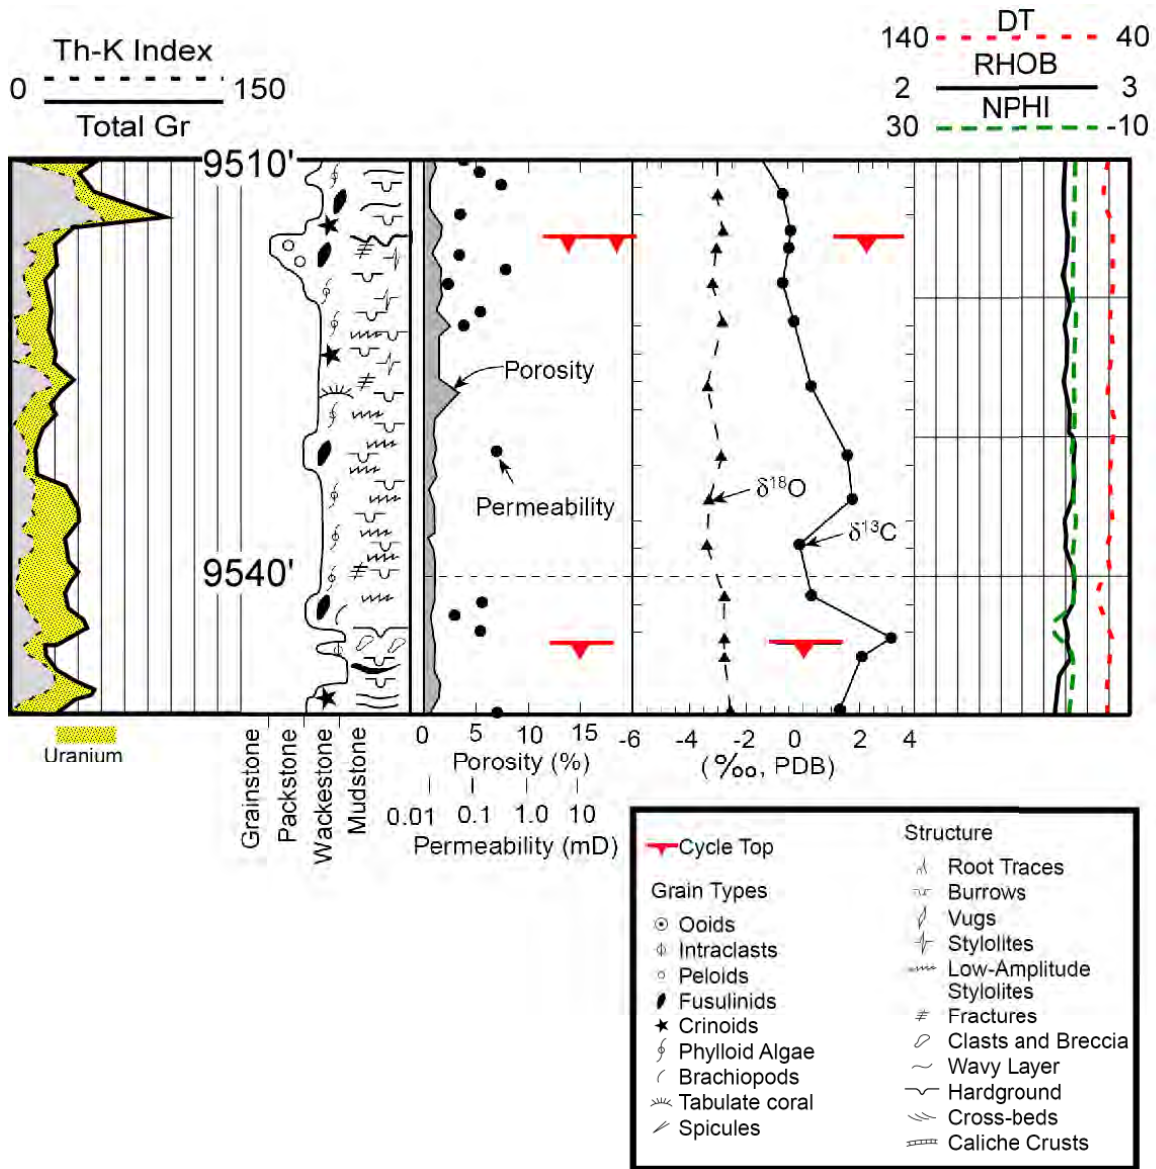 Th-K Index
0 150
Total Gr
DT
140 40
RHOB
2 3
NPHI
30 -10
9510'
Porosity
Permeability
δ18O
δ13C
9540'
Uranium
Grainstone
Packstone
Wackestone
Mudstone
0 5 10 15
Porosity (%)
0.01 0.1 1.0 10
Permeability (mD)
-6 -4 -2 0 2 4
(‰, PDB)
Cycle Top
Grain Types
Ooids
Intraclasts
Peloids
Fusulinids
Crinoids
Phylloid Algae
Brachiopods
Tabulate coral
Spicules
Structure
Root Traces
Burrows
Vugs
Stylolites
Low-Amplitude
Stylolites
Fractures
Clasts and Breccia
Wavy Layer
Hardground
Cross-beds
Caliche Crusts